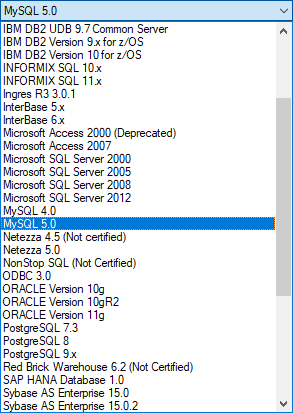 MySQL 5.0
IBM DB2 UDB 9.7 Common Server
IBM DB2 Version 9.x for z/OS
IBM DB2 Version 10 for z/OS
INFORMIX SQL 10.x
INFORMIX SQL 11.x
Ingres R3 3.0.1
InterBase 5.x
InterBase 6.x
Microsoft Access 2000 (Deprecated)
Microsoft Access 2007
Microsoft SQL Server 2000
Microsoft SQL Server 2005
Microsoft SQL Server 2008
Microsoft SQL Server 2012
MySQL 4.0
MySQL 5.0
Netezza 4.5 (Not certified)
Netezza 5.0
NonStop SQL (Not Certified)
ODBC 3.0
ORACLE Version 10g
ORACLE Version 10gR2
ORACLE Version 11g
PostgreSQL 7.3
PostgreSQL 8
PostgreSQL 9.x
Red Brick Warehouse 6.2 (Not Certified)
SAP HANA Database 1.0
Sybase AS Enterprise 15.0
Sybase AS Enterprise 15.0.2